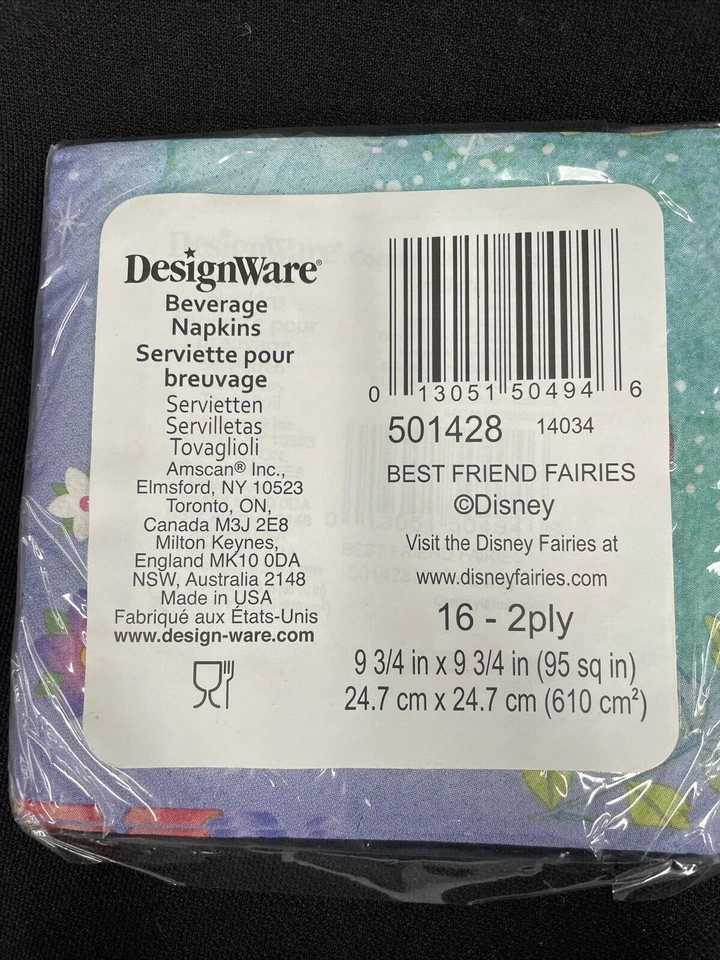 DesignWare®
Beverage
Napkins
Serviette pour
breuvage
Servietten
Servilletas
Tovaglioli
Amscan® Inc.,
Elmsford, NY 10523
Toronto, ON,
Canada M3J 2E8
Milton Keynes,
England MK10 0DA
NSW, Australia 2148
Made in USA
Fabriqué aux États-Unis
www.design-ware.com
0 13051 50494 6
501428 14034
BEST FRIEND FAIRIES
©Disney
Visit the Disney Fairies at
www.disneyfairies.com
16 - 2ply
9 3/4 in x 9 3/4 in (95 sq in)
24.7 cm x 24.7 cm (610 cm²)